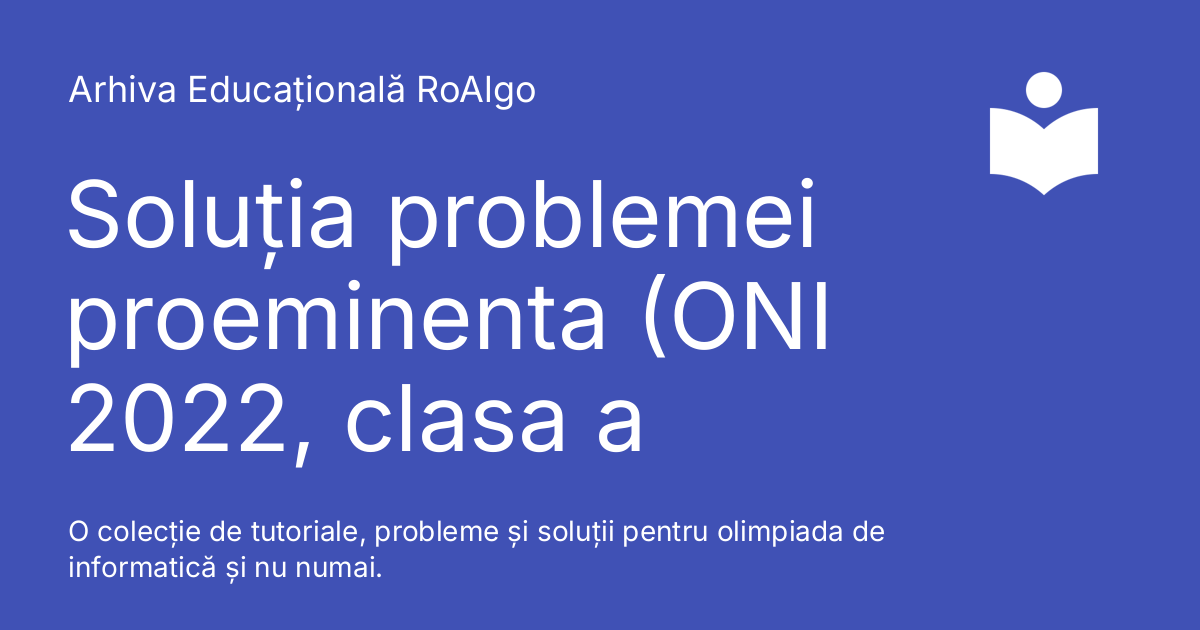 Arhiva Educațională RoAlgo
Soluția problemei
proeminenta (ONI
2022, clasa a
O colecție de tutoriale, probleme și soluții pentru olimpiada de
informatică și nu numai.